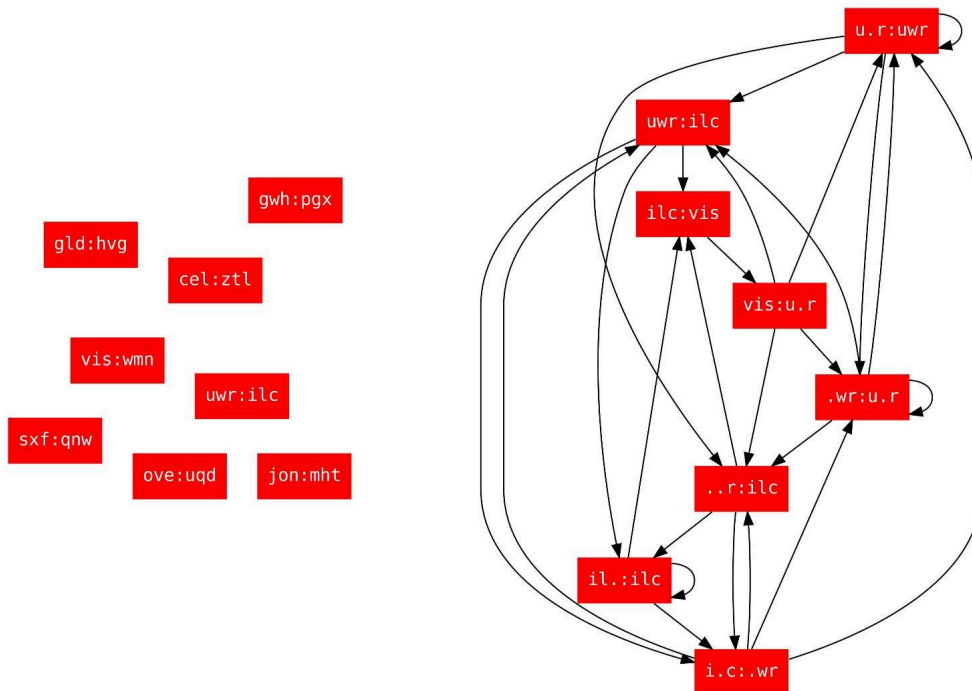 u.r:uwr
uwr:ilc
gwh:pgx
ilc:vis
gld:hvg
cel:ztl
vis:u.r
vis:wmn
uwr:ilc
.wr:u.r
sxf:qnw
ove:uqd
jon:mht
..r:ilc
il.:ilc
i.c:.wr